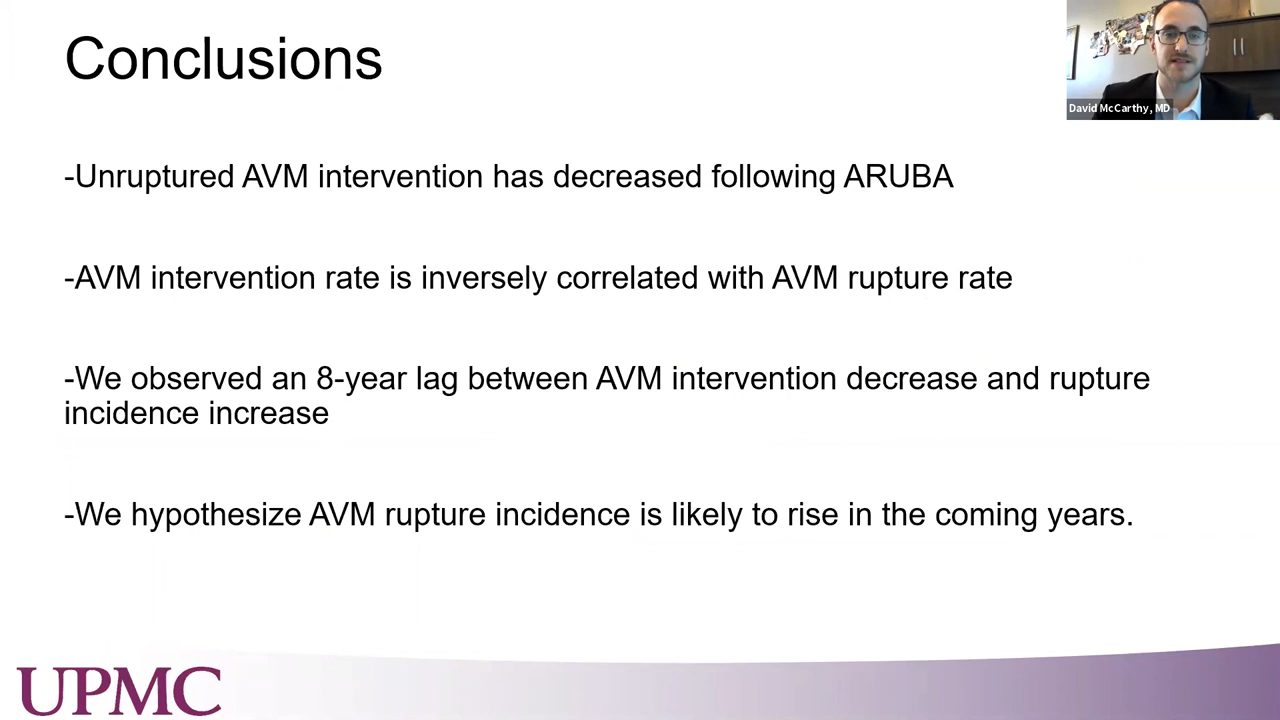 Conclusions
David McCarthy, MD
-Unruptured AVM intervention has decreased following ARUBA
-AVM intervention rate is inversely correlated with AVM rupture rate
-We observed an 8-year lag between AVM intervention decrease and rupture
incidence increase
-We hypothesize AVM rupture incidence is likely to rise in the coming years.
UPMC